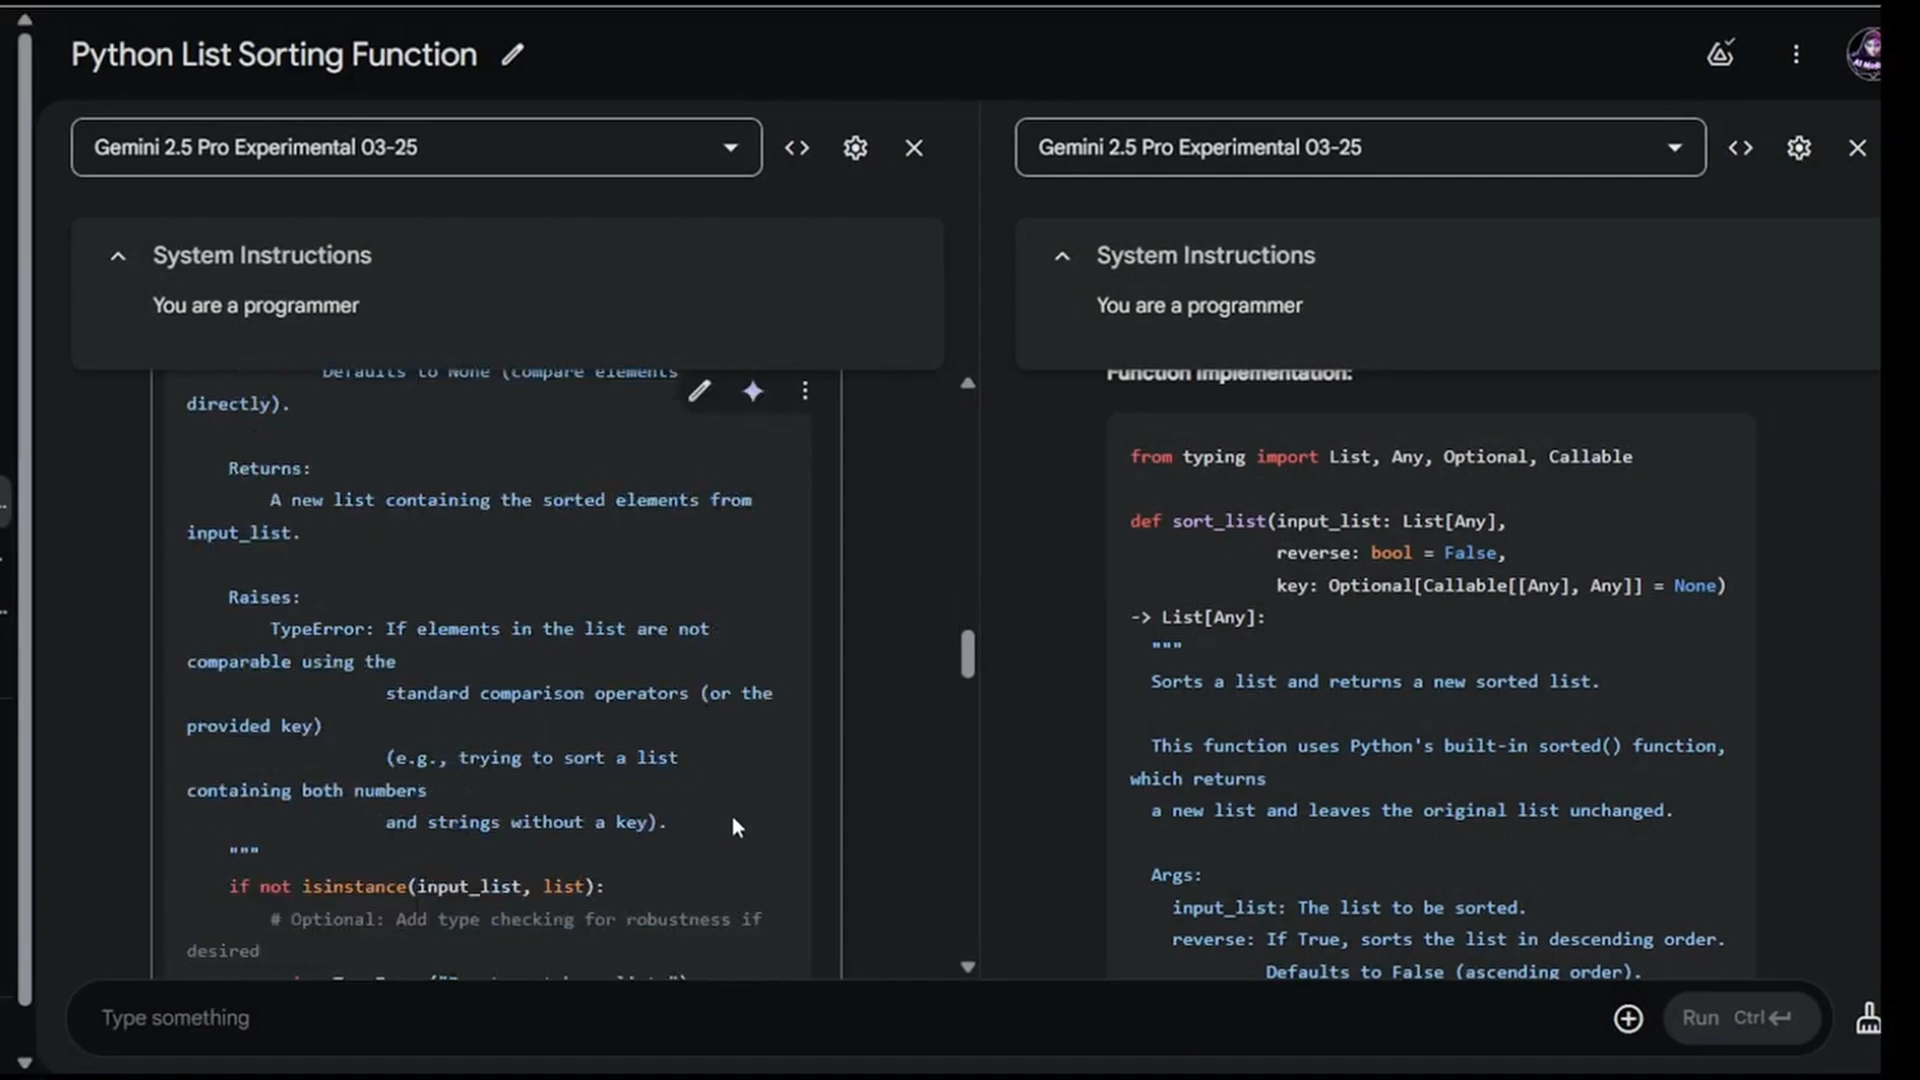 Python List Sorting Function
Gemini 2.5 Pro Experimental 03-25
System Instructions
You are a programmer
Defaults to None (compare elements
directly).
Returns:
A new list containing the sorted elements from
input_list.
Raises:
TypeError: If elements in the list are not
comparable using the
standard comparison operators (or the
provided key)
(e.g., trying to sort a list
containing both numbers
and strings without a key).
"""
if not isinstance(input_list, list):
# Optional: Add type checking for robustness if
desired
Gemini 2.5 Pro Experimental 03-25
System Instructions
You are a programmer
Function Implementation:
from typing import List, Any, Optional, Callable
def sort_list(input_list: List[Any],
reverse: bool = False,
key: Optional[Callable[[Any], Any]] = None)
-> List[Any]:
"""
Sorts a list and returns a new sorted list.
This function uses Python's built-in sorted() function,
which returns
a new list and leaves the original list unchanged.
Args:
input_list: The list to be sorted.
reverse: If True, sorts the list in descending order.
Defaults to False (ascending order).
Type something
Run Ctrl